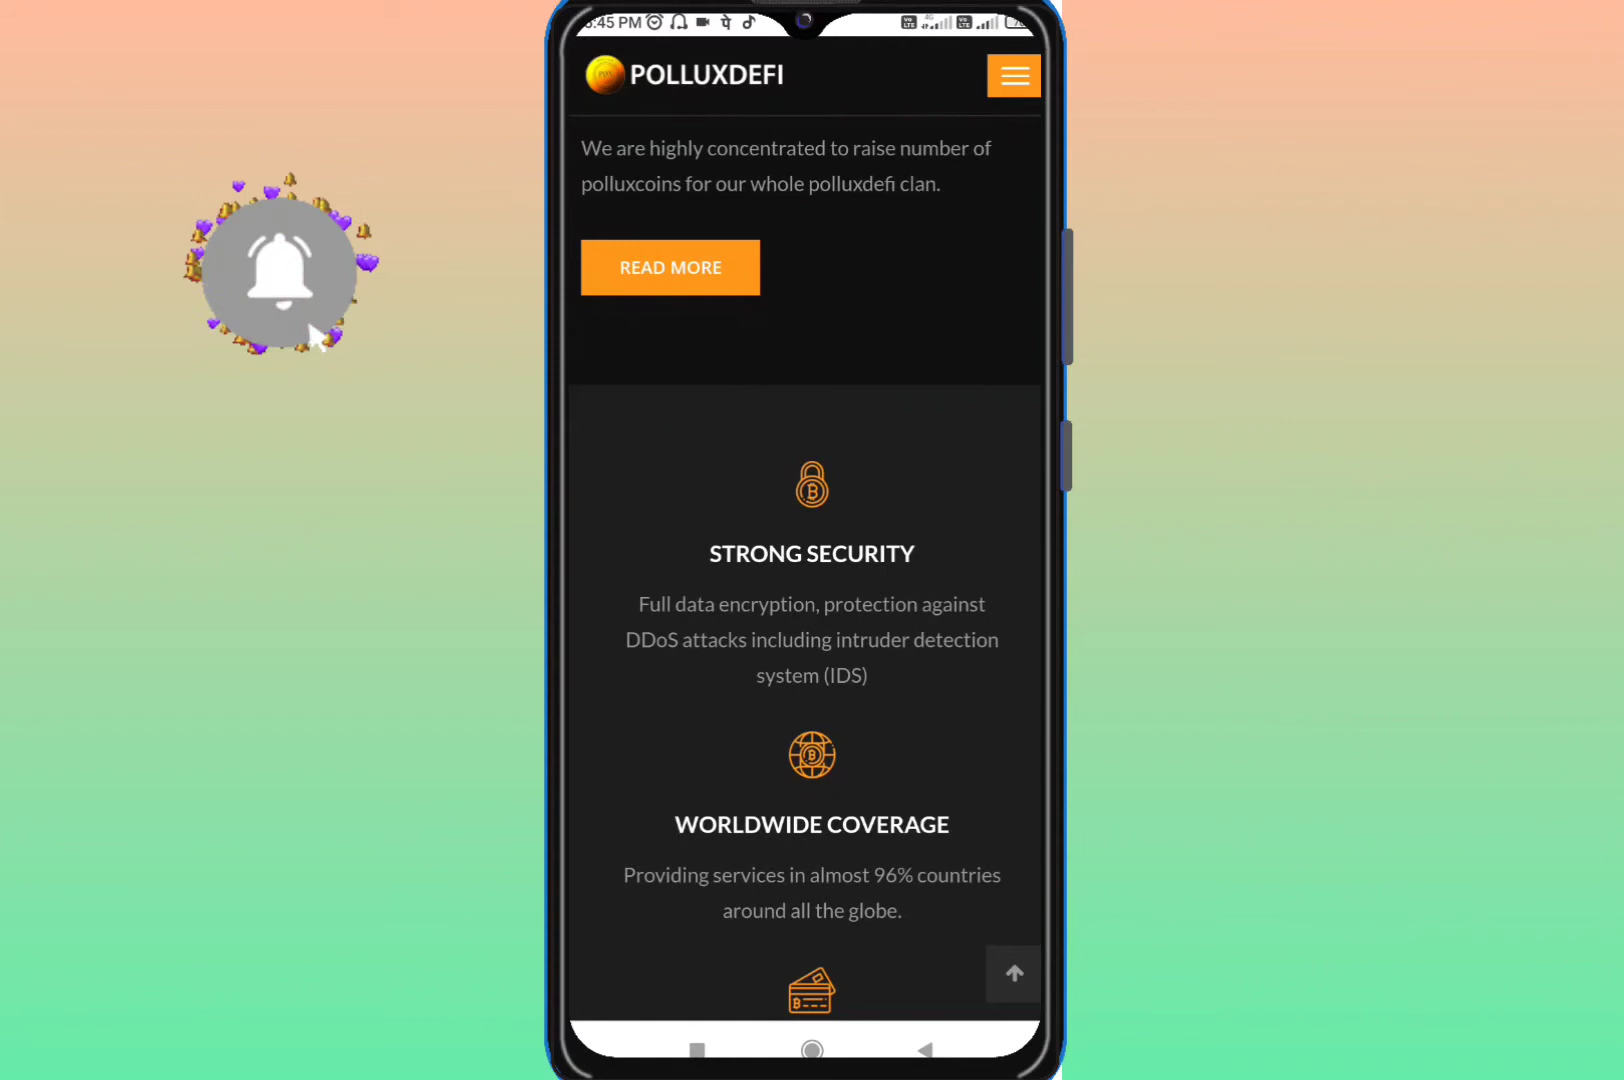 :45 PM
POLLUXDEFI
We are highly concentrated to raise number of
polluxcoins for our whole polluxdefi clan.
READ MORE
STRONG SECURITY
Full data encryption, protection against
DDoS attacks including intruder detection
system (IDS)
WORLDWIDE COVERAGE
Providing services in almost 96% countries
around all the globe.